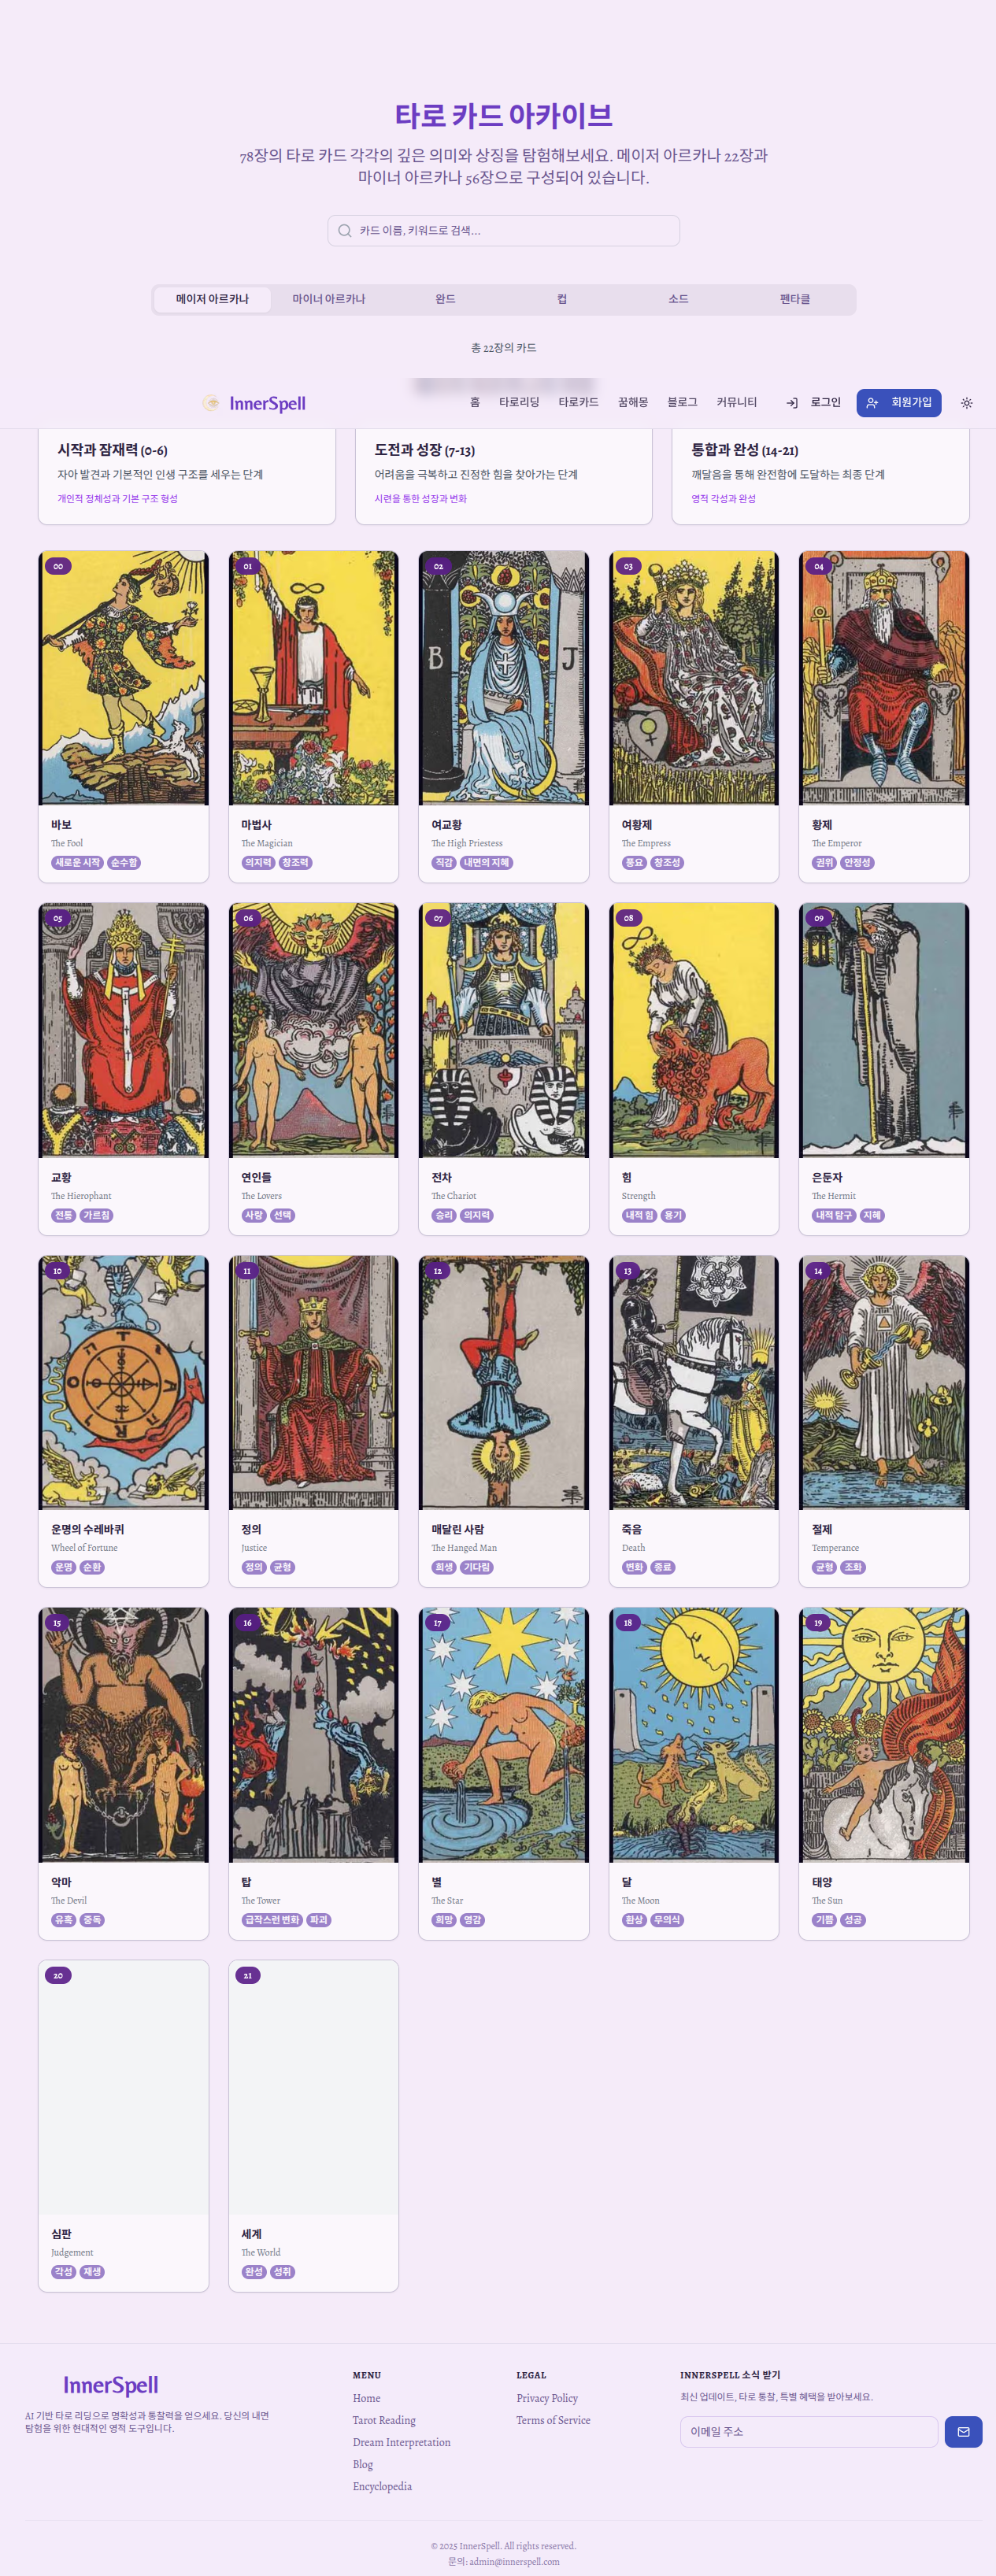 타로 카드 아카이브
78장의 타로 카드 각각의 깊은 의미와 상징을 탐험해보세요. 메이저 아르카나 22장과
마이너 아르카나 56장으로 구성되어 있습니다.
카드 이름, 키워드로 검색...
메이저 아르카나 마이너 아르카나 완드 컵 소드 펜타클
총 22장의 카드
InnerSpell 홈 타로리딩 타로카드 꿈해몽 블로그 커뮤니티 로그인 회원가입
시작과 잠재력 (0-6)
자아 발견과 기본적인 인생 구조를 세우는 단계
개인적 정체성과 기본 구조 형성
도전과 성장 (7-13)
어려움을 극복하고 진정한 힘을 찾아가는 단계
시련을 통한 성장과 변화
통합과 완성 (14-21)
깨달음을 통해 완전함에 도달하는 최종 단계
영적 각성과 완성
00
바보
The Fool
새로운 시작 순수함
01
마법사
The Magician
의지력 창조력
02
B J
여교황
The High Priestess
직감 내면의 지혜
03
여황제
The Empress
풍요 창조성
04
황제
The Emperor
권위 안정성
05
교황
The Hierophant
전통 가르침
06
연인들
The Lovers
사랑 선택
07
전차
The Chariot
승리 의지력
08
힘
Strength
내적 힘 용기
09
은둔자
The Hermit
내적 탐구 지혜
10
운명의 수레바퀴
Wheel of Fortune
운명 순환
11
정의
Justice
정의 균형
12
매달린 사람
The Hanged Man
희생 기다림
13
죽음
Death
변화 종료
14
절제
Temperance
균형 조화
15
악마
The Devil
유혹 중독
16
탑
The Tower
급작스런 변화 파괴
17
별
The Star
희망 영감
18
달
The Moon
환상 무의식
19
태양
The Sun
기쁨 성공
20
심판
Judgement
각성 재생
21
세계
The World
완성 성취
InnerSpell
AI 기반 타로 리딩으로 명확성과 통찰력을 얻으세요. 당신의 내면
탐험을 위한 현대적인 영적 도구입니다.
MENU
Home
Tarot Reading
Dream Interpretation
Blog
Encyclopedia
LEGAL
Privacy Policy
Terms of Service
INNERSPELL 소식 받기
최신 업데이트, 타로 통찰, 특별 혜택을 받아보세요.
이메일 주소
© 2025 InnerSpell. All rights reserved.
문의: admin@innerspell.com